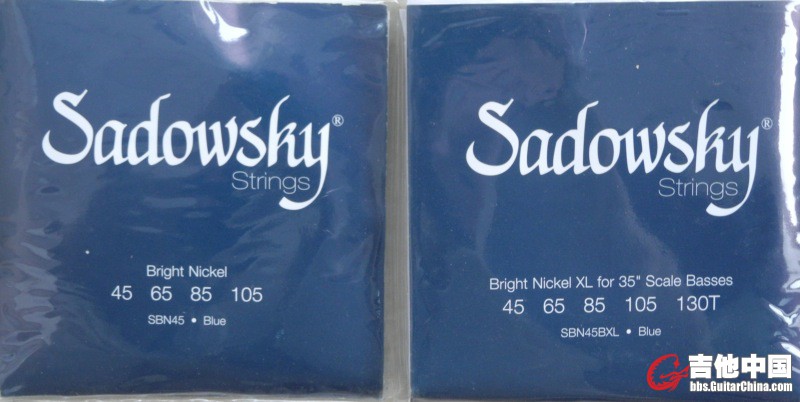 Sadowsky®
Strings
Bright Nickel
45 65 85 105
SBN45 • Blue
Sadowsky®
Strings
Bright Nickel XL for 35" Scale Basses
45 65 85 105 130T
SBN45BXL • Blue
吉他中国
bbs.GuitarChina.com